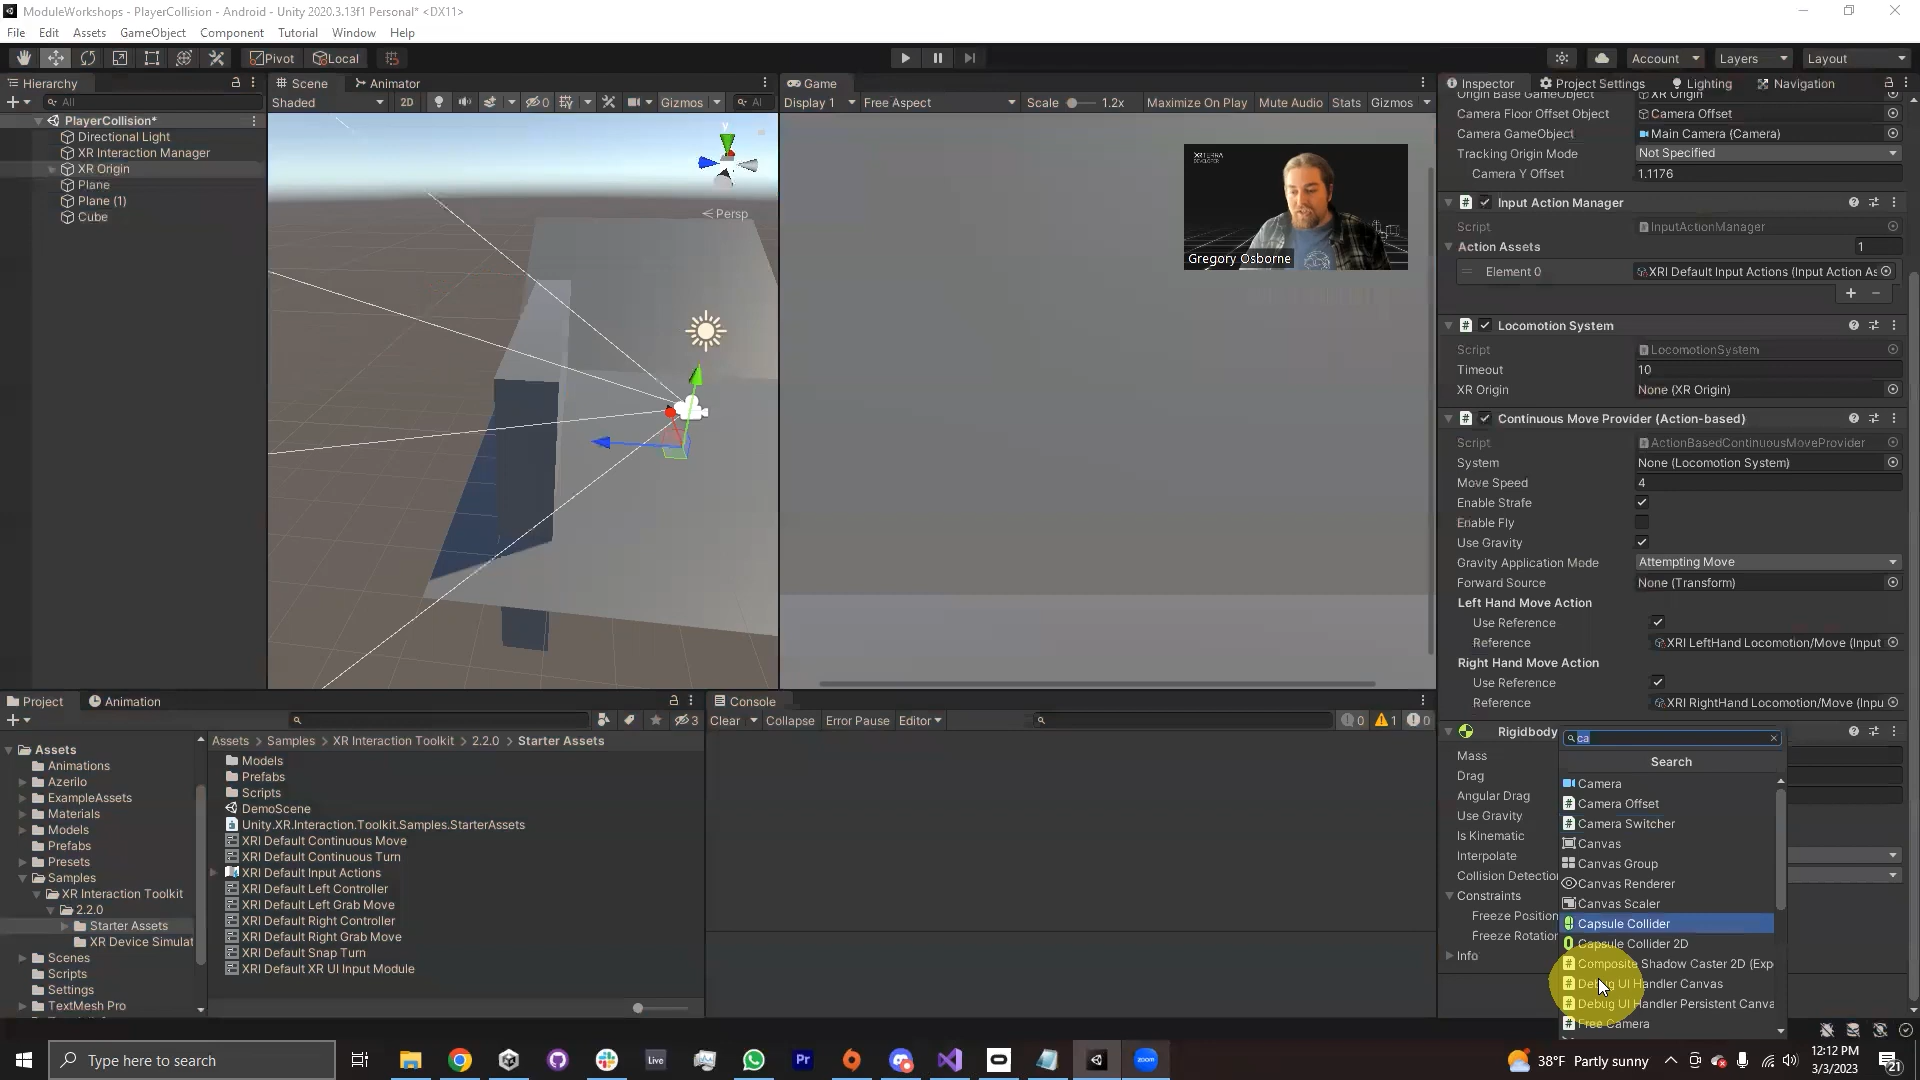 ModuleWorkshops - PlayerCollision - Android - Unity 2020.3.13f1 Personal* <DX11>
File Edit Assets GameObject Component Tutorial Window Help
Pivot Local Account Layers Layout
Hierarchy
All
PlayerCollision*
Directional Light
XR Interaction Manager
XR Origin
Plane
Plane (1)
Cube
Scene Animator
Shaded 2D 0 Gizmos Al
y
< Persp
Game
Display 1 Free Aspect Scale 1.2x Maximize On Play Mute Audio Stats Gizmos
XRTERRA
DEVELOPER
Gregory Osborne
Inspector Project Settings Lighting Navigation
Origin Base GameObject XR Origin
Camera Floor Offset Object Camera Offset
Camera GameObject Main Camera (Camera)
Tracking Origin Mode Not Specified
Camera Y Offset 1.1176
Input Action Manager
Script InputActionManager
Action Assets 1
Element 0 XRI Default Input Actions (Input Action As
+ −
Locomotion System
Script LocomotionSystem
Timeout 10
XR Origin None (XR Origin)
Continuous Move Provider (Action-based)
Script ActionBasedContinuousMoveProvider
System None (Locomotion System)
Move Speed 4
Enable Strafe
Enable Fly
Use Gravity
Gravity Application Mode Attempting Move
Forward Source None (Transform)
Left Hand Move Action
Use Reference
Reference XRI LeftHand Locomotion/Move (Input
Right Hand Move Action
Use Reference
Reference XRI RightHand Locomotion/Move (Inpu
Rigidbody
Mass
Drag
Angular Drag
Use Gravity
Is Kinematic
Interpolate
Collision Detectio
Constraints
Freeze Position
Freeze Rotation
Info
ca
Search
Camera
Camera Offset
Camera Switcher
Canvas
Canvas Group
Canvas Renderer
Canvas Scaler
Capsule Collider
Capsule Collider 2D
Composite Shadow Caster 2D (Exp
Debug UI Handler Canvas
Debug UI Handler Persistent Canva
Free Camera
Project Animation
3
Assets
Animations
Azerilo
ExampleAssets
Materials
Models
Prefabs
Presets
Samples
XR Interaction Toolkit
2.2.0
Starter Assets
XR Device Simulat
Scenes
Scripts
Settings
TextMesh Pro
Assets > Samples > XR Interaction Toolkit > 2.2.0 > Starter Assets
Models
Prefabs
Scripts
DemoScene
Unity.XR.Interaction.Toolkit.Samples.StarterAssets
XRI Default Continuous Move
XRI Default Continuous Turn
XRI Default Input Actions
XRI Default Left Controller
XRI Default Left Grab Move
XRI Default Right Controller
XRI Default Right Grab Move
XRI Default Snap Turn
XRI Default XR UI Input Module
Console
Clear Collapse Error Pause Editor 0 1 0
Type here to search
Live
Pr
zoom
38°F Partly sunny
12:12 PM
3/3/2023
21